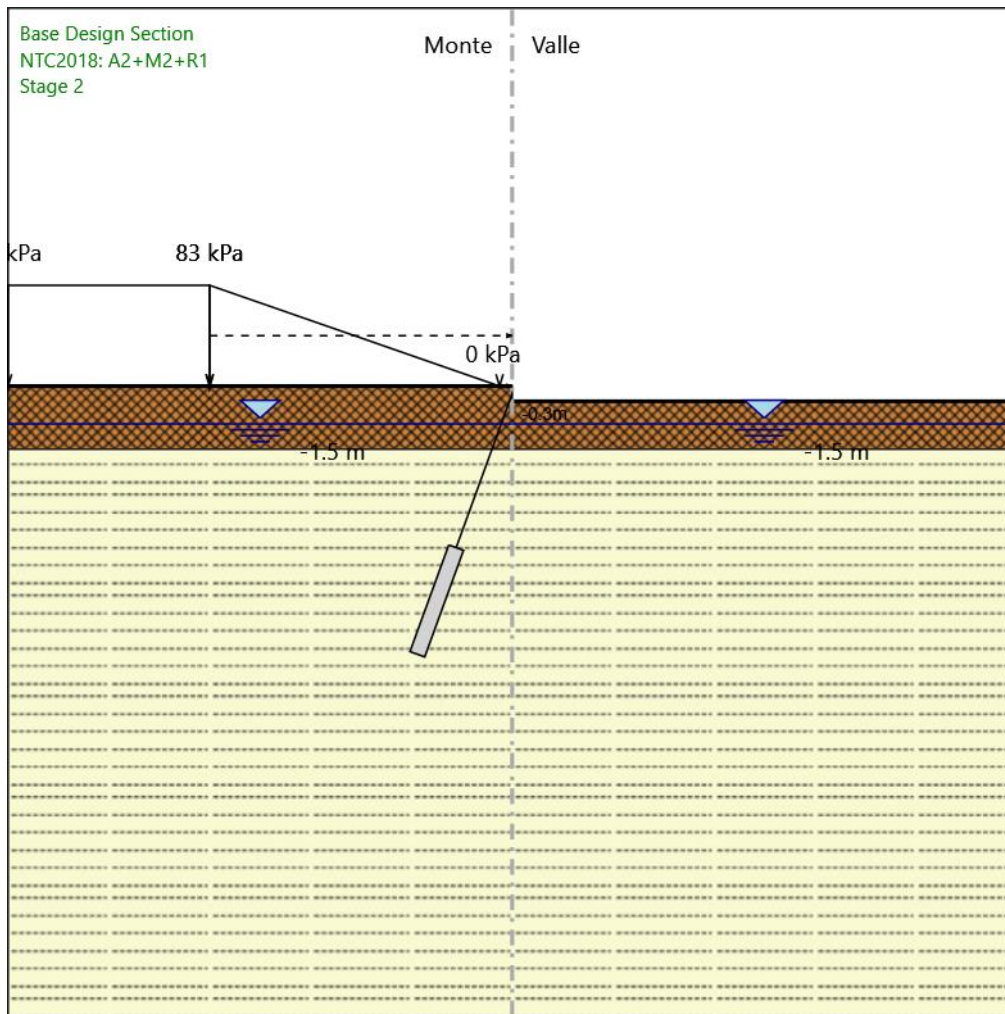 Base Design Section
NTC2018: A2+M2+R1
Stage 2
Monte
Valle
kPa
83 kPa
0 kPa
-0.3m
-1.5 m
-1.5 m